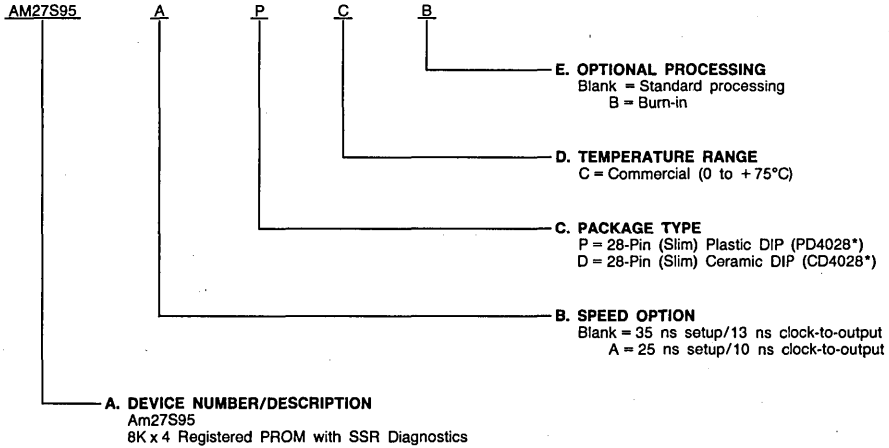 AM27S95 A P C B
E. OPTIONAL PROCESSING
Blank = Standard processing
B = Burn-in
D. TEMPERATURE RANGE
C = Commercial (0 to +75°C)
C. PACKAGE TYPE
P = 28-Pin (Slim) Plastic DIP (PD4028*)
D = 28-Pin (Slim) Ceramic DIP (CD4028*)
B. SPEED OPTION
Blank = 35 ns setup/13 ns clock-to-output
A = 25 ns setup/10 ns clock-to-output
A. DEVICE NUMBER/DESCRIPTION
Am27S95
8K x 4 Registered PROM with SSR Diagnostics